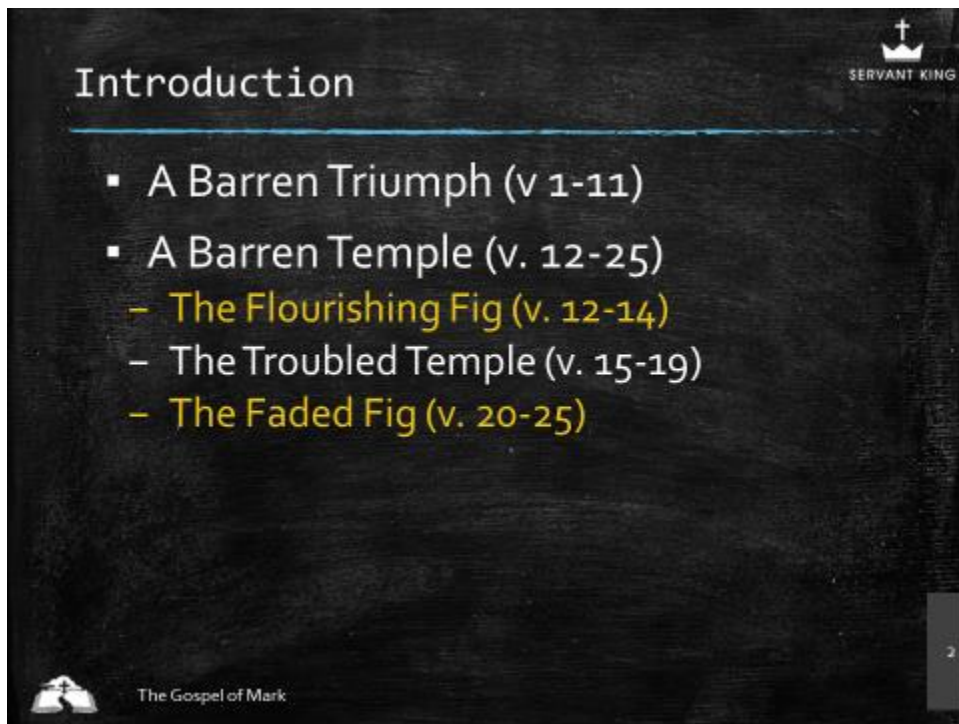 SERVANT KING
Introduction
▪ A Barren Triumph (v 1-11)
▪ A Barren Temple (v. 12-25)
– The Flourishing Fig (v. 12-14)
– The Troubled Temple (v. 15-19)
– The Faded Fig (v. 20-25)
2
The Gospel of Mark